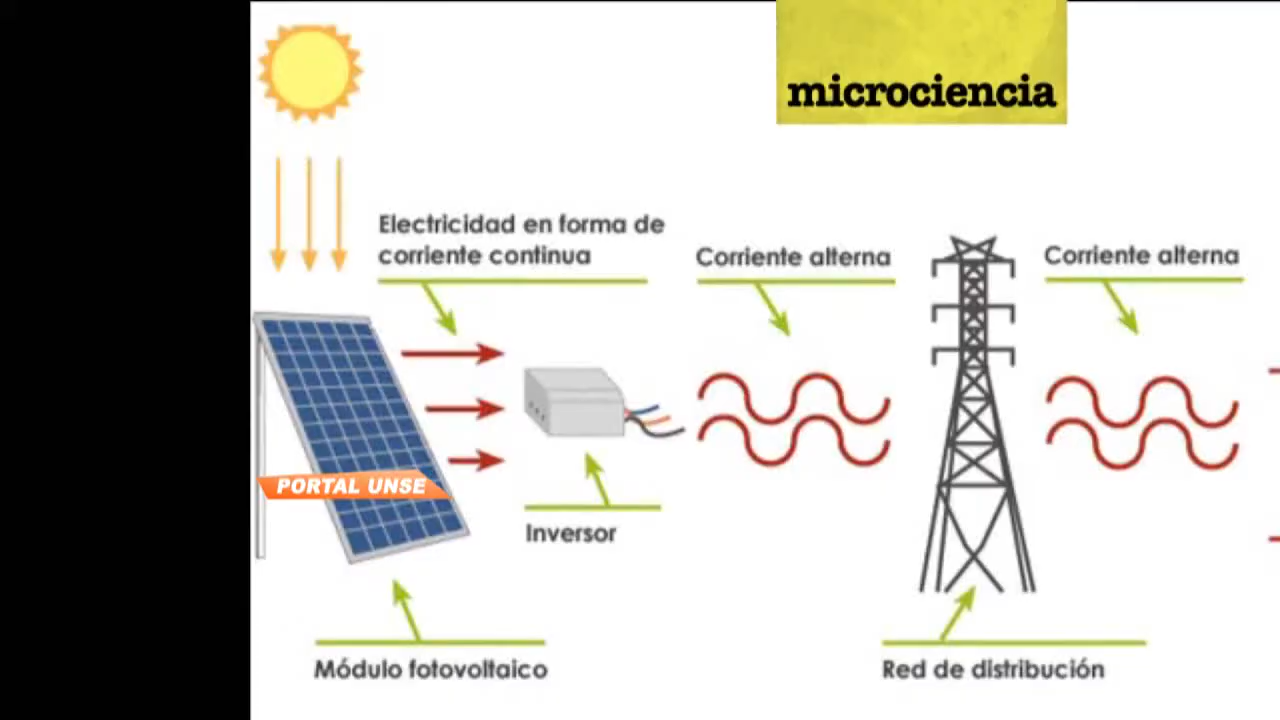 microciencia
Electricidad en forma de
corriente continua
Corriente alterna
Corriente alterna
PORTAL UNSE
Inversor
Módulo fotovoltaico
Red de distribución